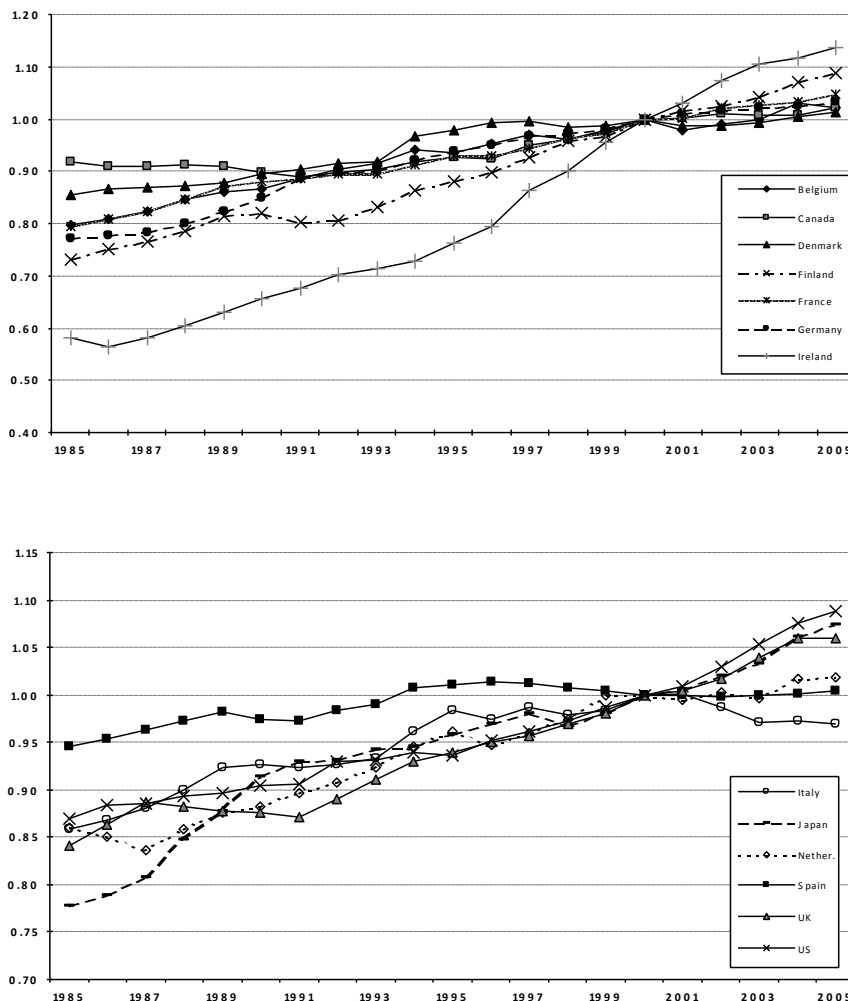 1.20
1.10
1.00
0.90
0.80
0.70
0.60
0.50
0.40
1985 1987 1989 1991 1993 1995 1997 1999 2001 2003 2005
Belgium
Canada
Denmark
Finland
France
Germany
Ireland
1.15
1.10
1.05
1.00
0.95
0.90
0.85
0.80
0.75
0.70
1985 1987 1989 1991 1993 1995 1997 1999 2001 2003 2005
Italy
Japan
Nether.
Spain
UK
US